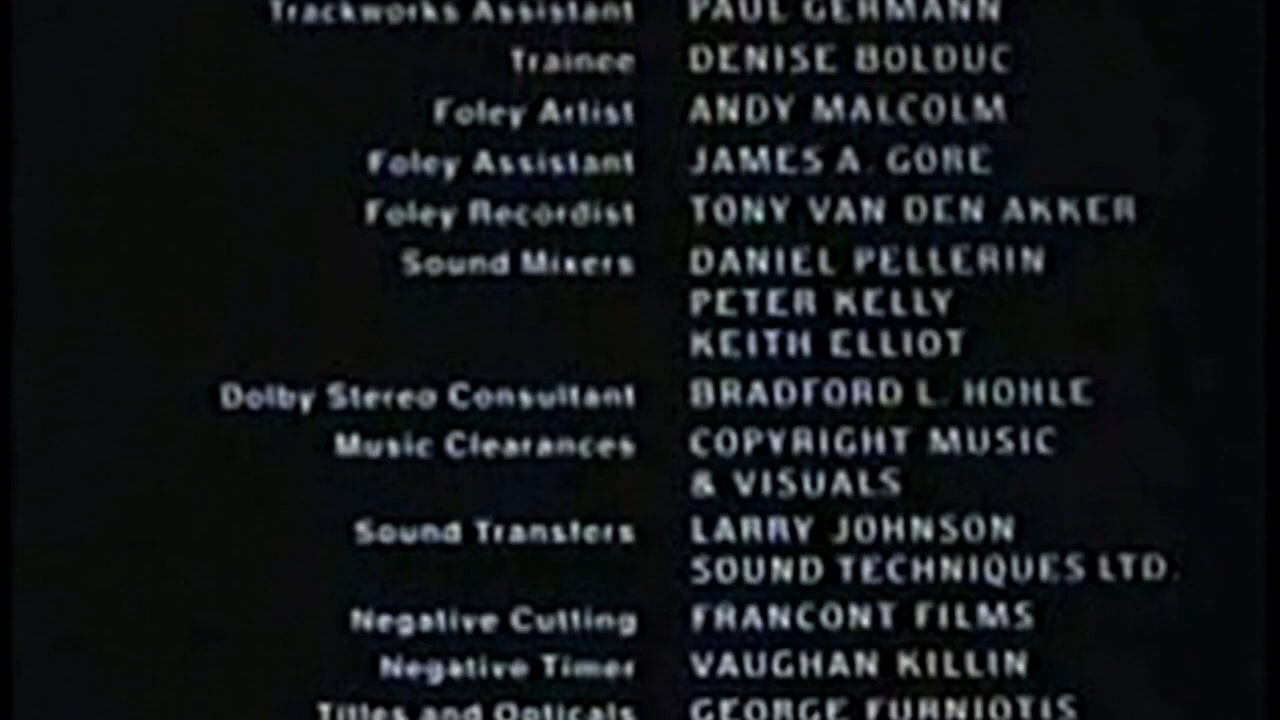 Trackworks Assistant PAUL GERMANN
Trainee DENISE BOLDUC
Foley Artist ANDY MALCOLM
Foley Assistant JAMES A. GORE
Foley Recordist TONY VAN DEN AKKER
Sound Mixers DANIEL PELLERIN
PETER KELLY
KEITH ELLIOT
Dolby Stereo Consultant BRADFORD L. HOHLE
Music Clearances COPYRIGHT MUSIC
& VISUALS
Sound Transfers LARRY JOHNSON
SOUND TECHNIQUES LTD.
Negative Cutting FRANCONT FILMS
Negative Timer VAUGHAN KILLIN
Titles and Opticals GEORGE FURNIOTIS